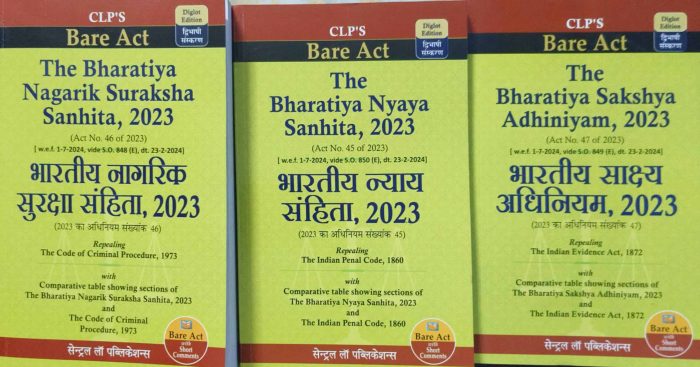 CLP'S
Diglot
Edition
द्विभाषी
संस्करण
Bare Act
The Bharatiya
Nagarik Suraksha
Sanhita, 2023
(Act No. 46 of 2023)
[ w.e.f. 1-7-2024, vide S.O. 848 (E), dt. 23-2-2024]
भारतीय नागरिक
सुरक्षा संहिता, 2023
(2023 का अधिनियम संख्यांक 46)
Repealing
The Code of Criminal Procedure, 1973
with
Comparative table showing sections of
The Bharatiya Nagarik Suraksha Sanhita, 2023
and
The Code of Criminal
Procedure, 1973
Bare Act
with
Short
Comments
सेन्ट्रल लॉ पब्लिकेशन्स
CLP'S
Diglot
Edition
द्विभाषी
संस्करण
Bare Act
The
Bharatiya Nyaya
Sanhita, 2023
(Act No. 45 of 2023)
[ w.e.f. 1-7-2024, vide S.O. 850 (E), dt. 23-2-2024]
भारतीय न्याय
संहिता, 2023
(2023 का अधिनियम संख्यांक 45)
Repealing
The Indian Penal Code, 1860
with
Comparative table showing sections of
The Bharatiya Nyaya Sanhita, 2023
and
The Indian Penal Code, 1860
Bare Act
with
Short
Comments
सेन्ट्रल लॉ पब्लिकेशन्स
CLP'S
Diglot
Edition
द्विभाषी
संस्करण
Bare Act
The
Bharatiya Sakshya
Adhiniyam, 2023
(Act No. 47 of 2023)
[ w.e.f. 1-7-2024, vide S.O. 849 (E), dt. 23-2-2024]
भारतीय साक्ष्य
अधिनियम, 2023
(2023 का अधिनियम संख्यांक 47)
Repealing
The Indian Evidence Act, 1872
with
Comparative table showing sections of
The Bharatiya Sakshya Adhiniyam, 2023
and
The Indian Evidence Act, 1872
Bare Act
with
Short
Comments
सेन्ट्रल लॉ पब्लिकेशन्स